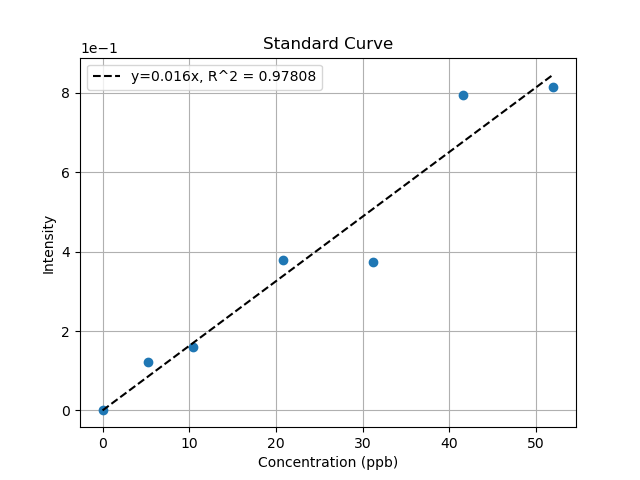 Standard Curve
1e−1
y=0.016x, R^2 = 0.97808
8
6
4
2
0
Intensity
0 10 20 30 40 50
Concentration (ppb)